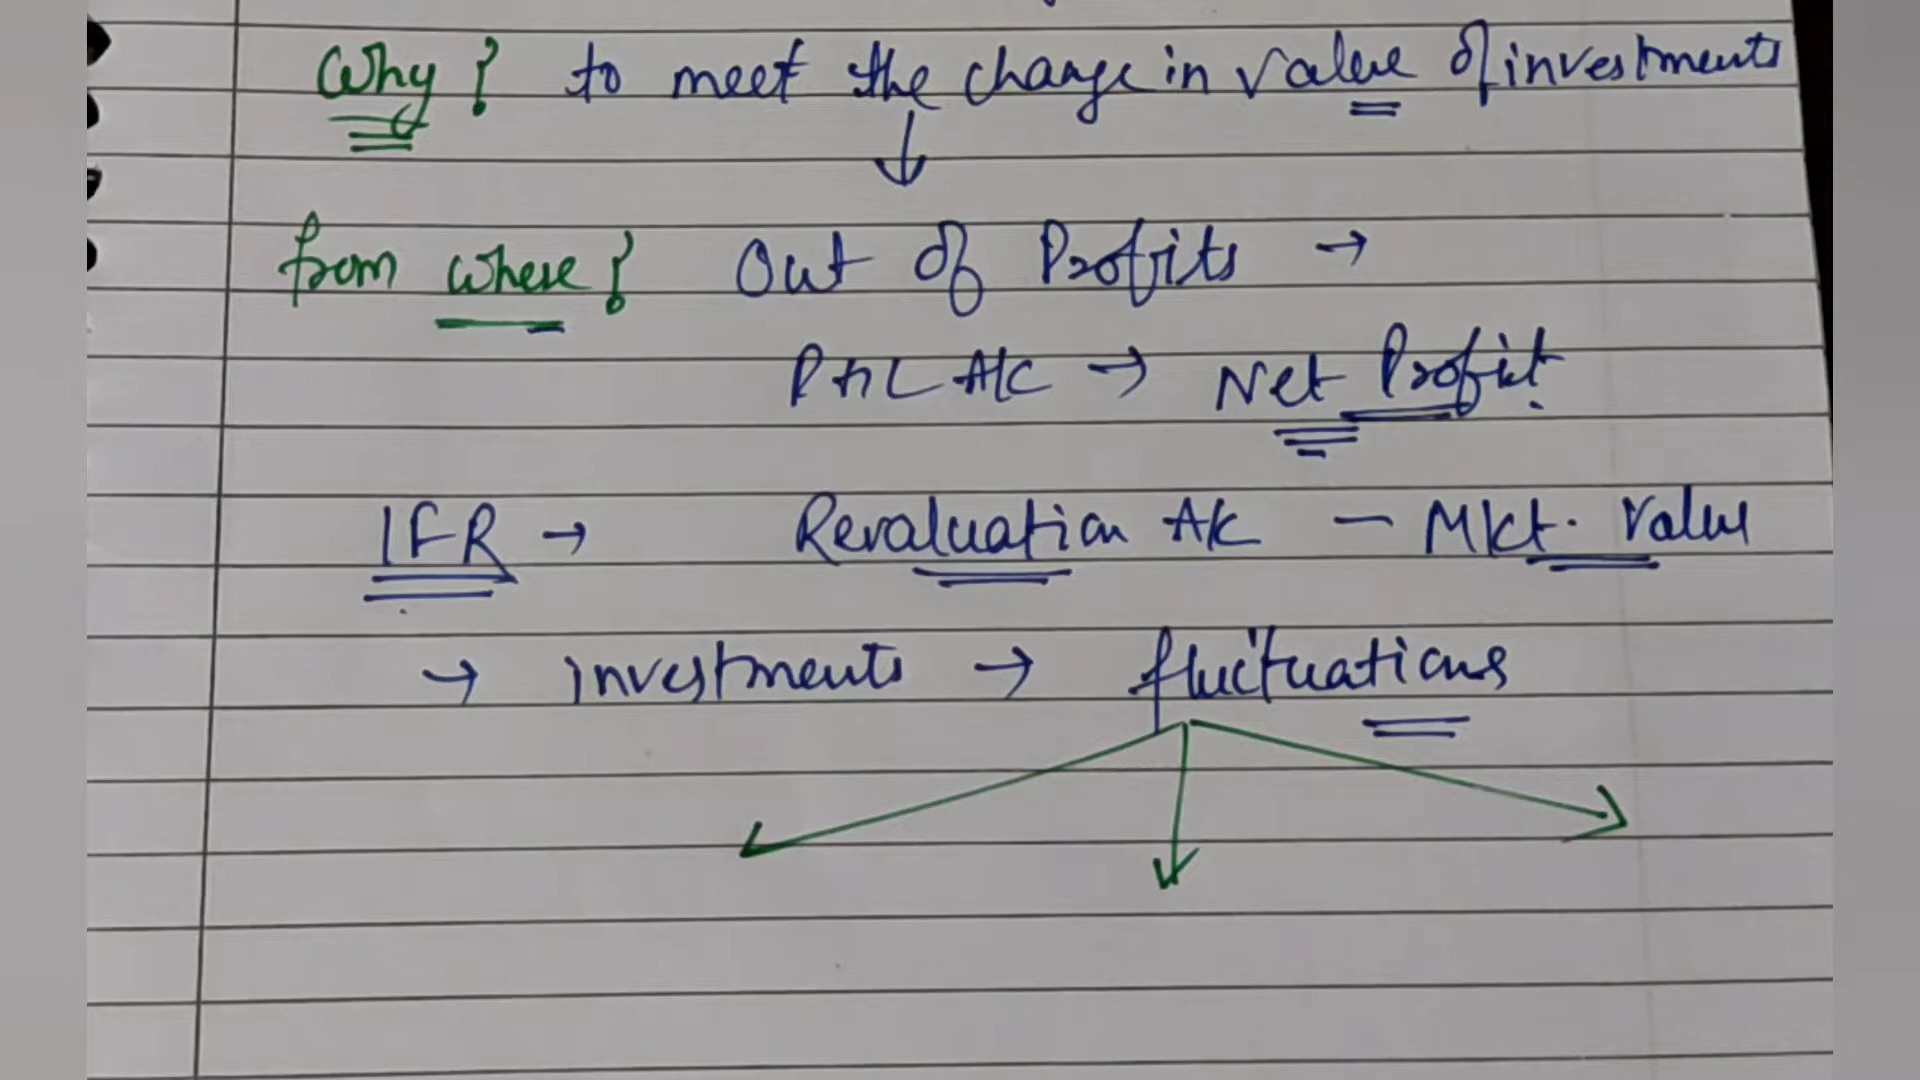 Why? to meet the change in value of investments
↓
from where? Out of Profits →
P & L A/c → Net Profit.
IFR → Revaluation A/c – Mkt. Value
→ investments → fluctuations